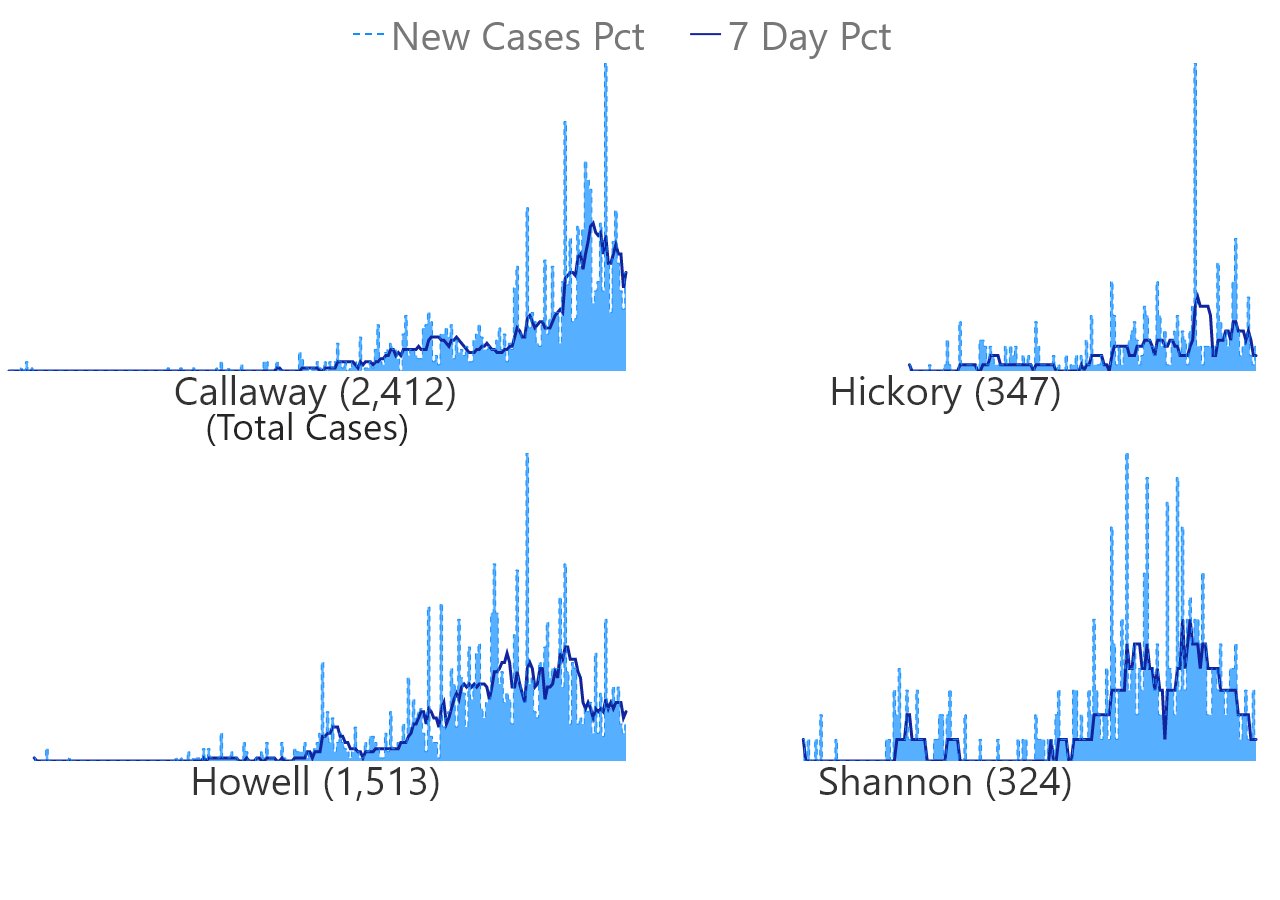 New Cases Pct 7 Day Pct
Callaway (2,412)
(Total Cases)
Hickory (347)
Howell (1,513)
Shannon (324)